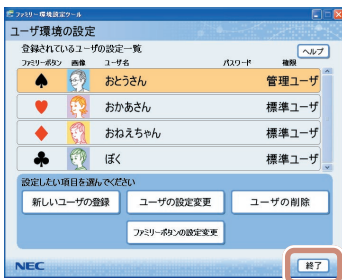 ファミリー環境設定ツール
ユーザ環境の設定
登録されているユーザの設定一覧
ヘルプ
ファミリーボタン 画像 ユーザ名 パスワード 権限
おとうさん 管理ユーザ
おかあさん 標準ユーザ
おねえちゃん 標準ユーザ
ぼく 標準ユーザ
設定したい項目を選んでください
新しいユーザの登録 ユーザの設定変更 ユーザの削除
ファミリーボタンの設定変更
NEC 終了